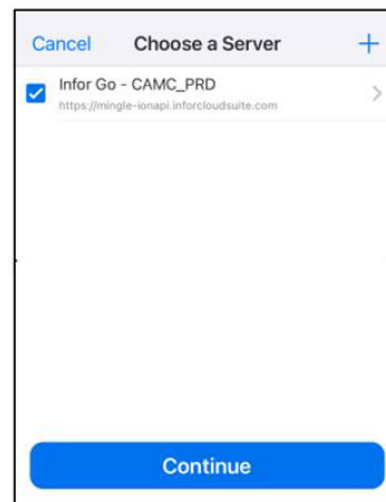 Cancel Choose a Server +
Infor Go - CAMC_PRD
https://mingle-ionapi.inforcloudsuite.com
Continue